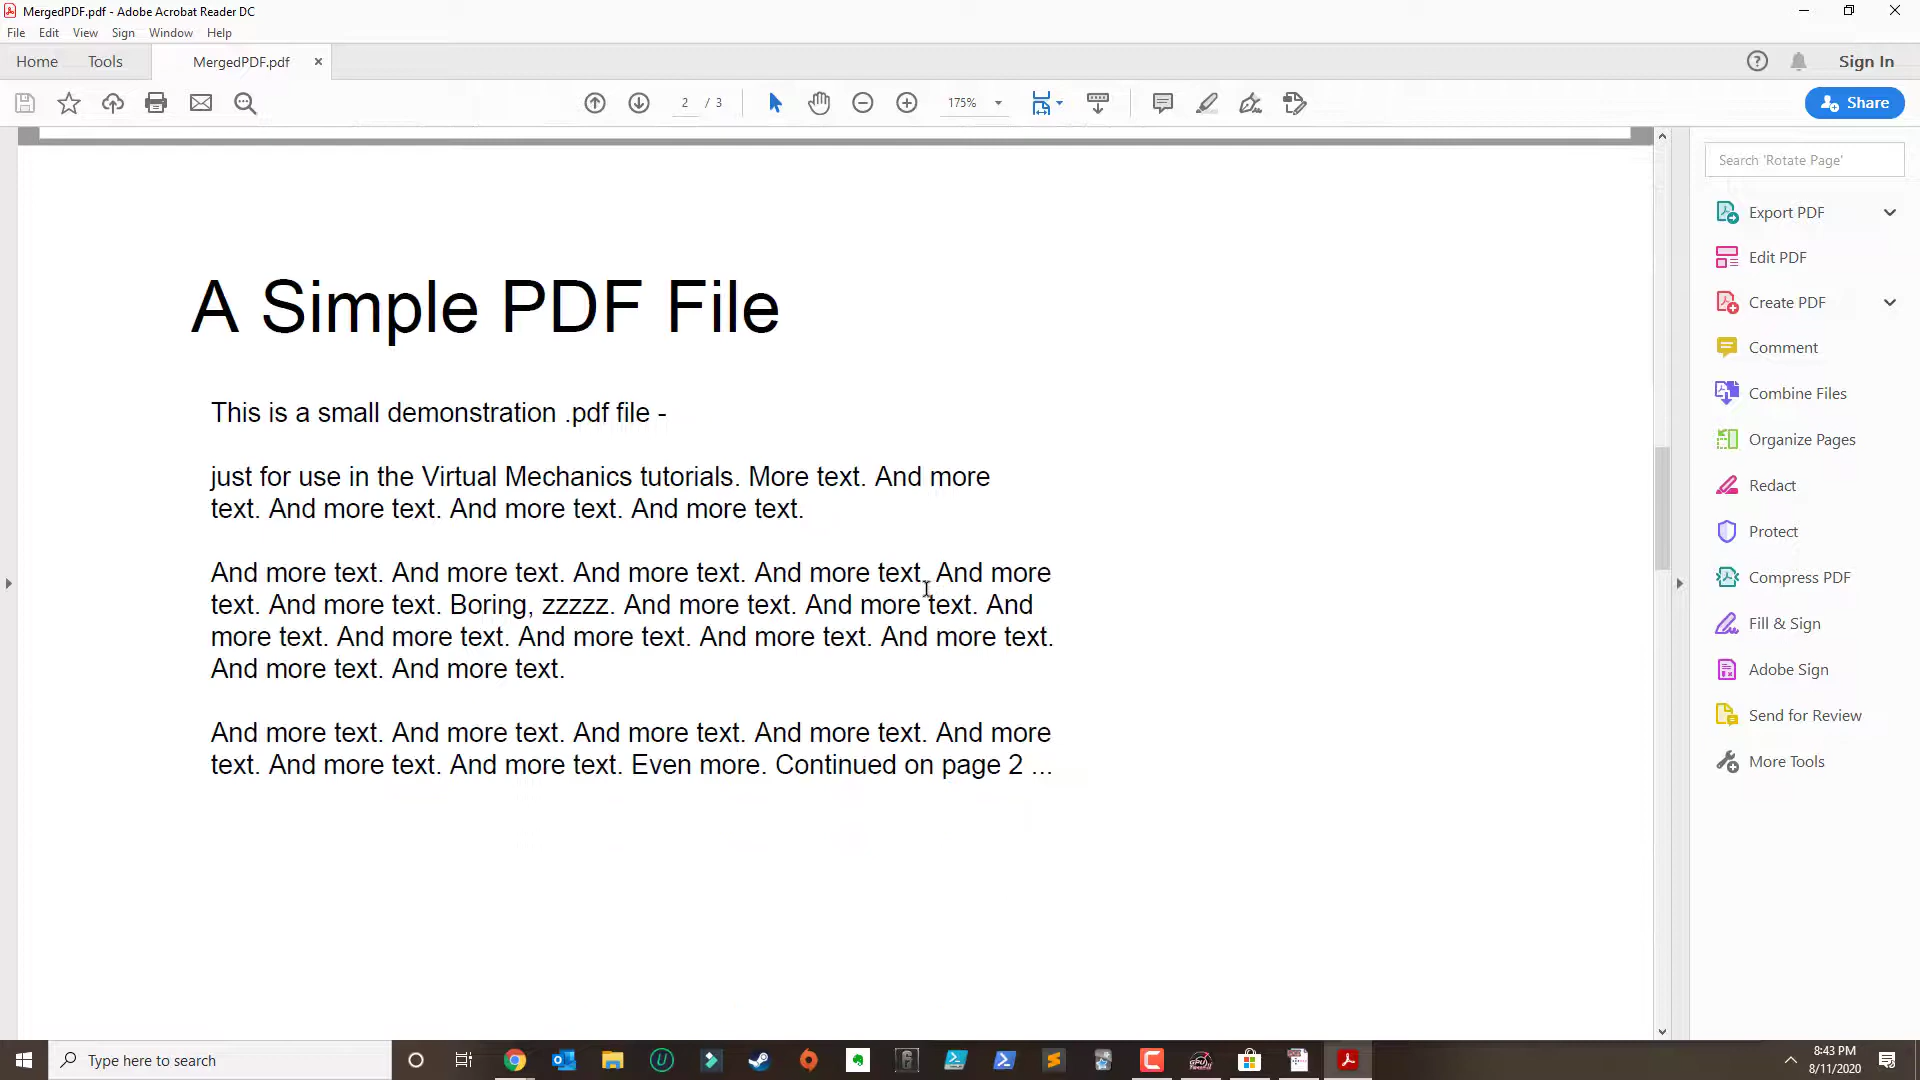 MergedPDF.pdf - Adobe Acrobat Reader DC
File Edit View Sign Window Help
Home Tools MergedPDF.pdf × Sign In
2 / 3 175% Share
Search 'Rotate Page'
Export PDF
Edit PDF
Create PDF
Comment
Combine Files
Organize Pages
Redact
Protect
Compress PDF
Fill & Sign
Adobe Sign
Send for Review
More Tools
A Simple PDF File
This is a small demonstration .pdf file -
just for use in the Virtual Mechanics tutorials. More text. And more
text. And more text. And more text. And more text.
And more text. And more text. And more text. And more text. And more
text. And more text. Boring, zzzzz. And more text. And more text. And
more text. And more text. And more text. And more text. And more text.
And more text. And more text.
And more text. And more text. And more text. And more text. And more
text. And more text. And more text. Even more. Continued on page 2 ...
Type here to search
8:43 PM
8/11/2020